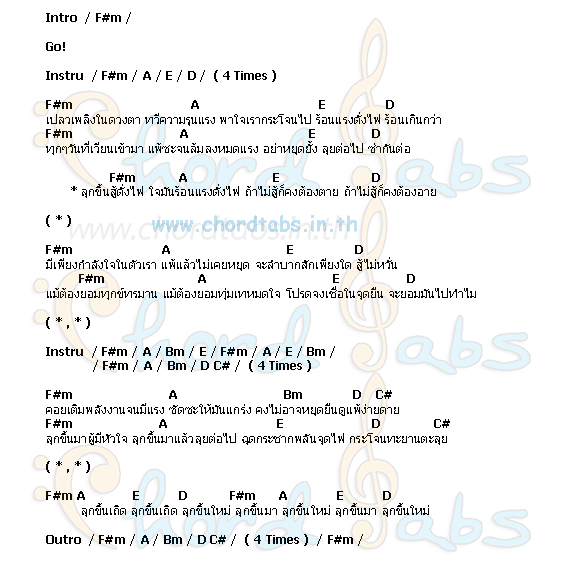 Intro / F#m /
Go!
Instru / F#m / A / E / D / ( 4 Times )
F#m A E D
เปลวเพลิงในดวงตา ทวีความรุนแรง พาใจเรากระโจนไป ร้อนแรงดั่งไฟ ร้อนเกินกว่า
F#m A E D
ทุกๆวันที่เวียนเข้ามา แพ้ชะจนล้มลงหมดแรง อย่าหยุดยั้ง ลุยต่อไป ซ้ำกันต่อ
F#m A E D
* ลุกขึ้นสู้ดั่งไฟ ใจมันร้อนแรงดั่งไฟ ถ้าไม่สู้ก็คงต้องตาย ถ้าไม่สู้ก็คงต้องอาย
( * )
www.chordtabs.in.th
F#m A E D
มีเพียงกำลังใจในตัวเรา แพ้แล้วไม่เคยหยุด จะลำบากสักเพียงใด สู้ไม่หวั่น
F#m A E D
แม้ต้องยอมทุกข์ทรมาน แม้ต้องยอมทุ่มเทหมดใจ โปรดจงเชื่อในจุดยืน จะยอมมันไปทำไม
( * , * )
Instru / F#m / A / Bm / E / F#m / A / E / Bm /
/ F#m / A / Bm / D C# / ( 4 Times )
F#m A Bm D C#
คอยเติมพลังงานจนมีแรง ซัดซะให้มันแกร่ง คงไม่อาจหยุดยืนดูแพ้ง่ายดาย
F#m A E D C#
ลุกขึ้นมาผู้มีหัวใจ ลุกขึ้นมาแล้วลุยต่อไป ฉุดกระชากพลันจุดไฟ กระโจนทะยานตะลุย
( * , * )
F#m A E D F#m A E D
ลุกขึ้นเถิด ลุกขึ้นเถิด ลุกขึ้นใหม่ ลุกขึ้นมา ลุกขึ้นใหม่ ลุกขึ้นมา ลุกขึ้นใหม่
Outro / F#m / A / Bm / D C# / ( 4 Times ) / F#m /